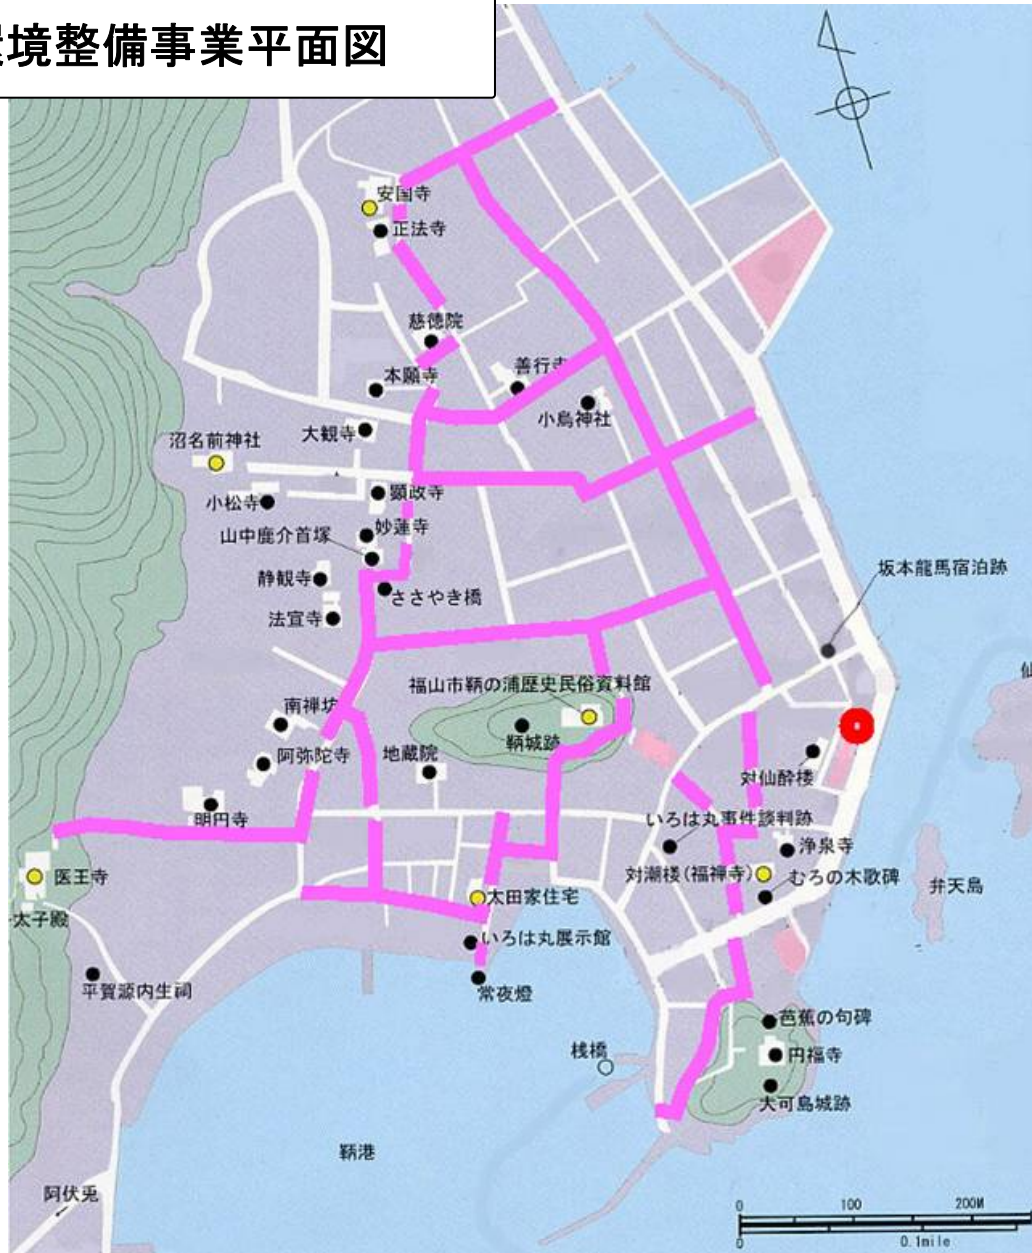 環境整備事業平面図
安国寺
正法寺
慈徳院
本願寺
善行寺
小烏神社
大観寺
沼名前神社
小松寺
顕政寺
山中鹿介首塚
妙蓮寺
静観寺
ささやき橋
法宣寺
坂本龍馬宿泊跡
仙
福山市鞆の浦歴史民俗資料館
南禅坊
鞆城跡
阿弥陀寺
地蔵院
対仙酔楼
明円寺
いろは丸事件談判跡
浄泉寺
医王寺
対潮楼(福禅寺)
むろの木歌碑
弁天島
太田家住宅
太子殿
いろは丸展示館
平賀源内生祠
常夜燈
芭蕉の句碑
桟橋
円福寺
大可島城跡
鞆港
阿伏兎
0 100 200M
0 0.1mile